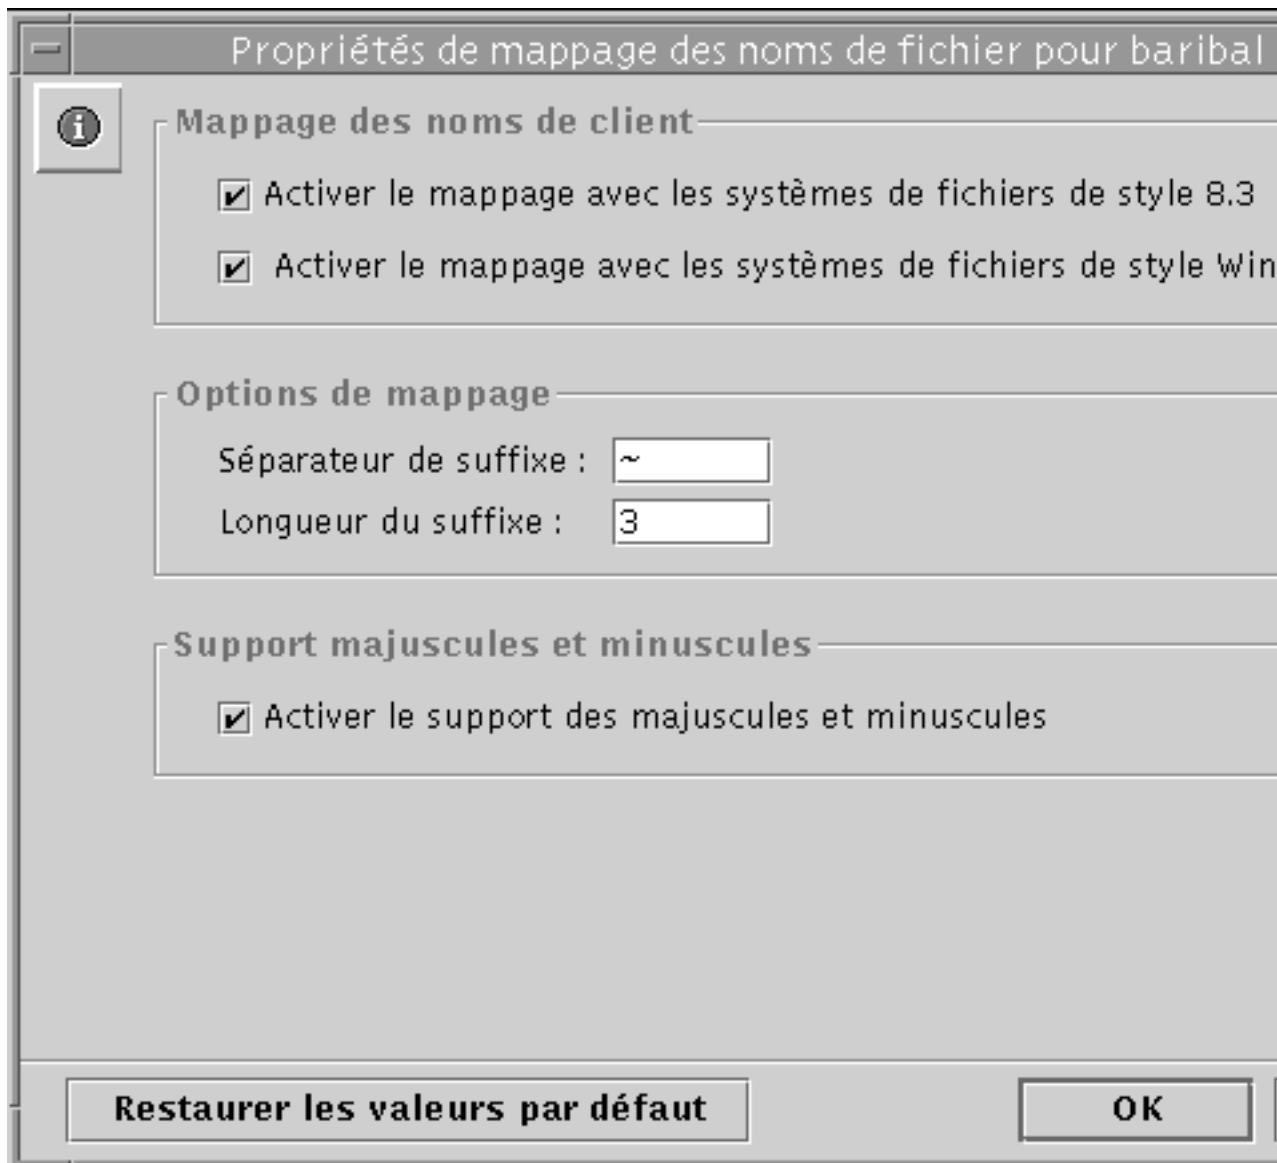 Propriétés de mappage des noms de fichier pour baribal
Mappage des noms de client
Activer le mappage avec les systèmes de fichiers de style 8.3
Activer le mappage avec les systèmes de fichiers de style Win
Options de mappage
Séparateur de suffixe : ~
Longueur du suffixe : 3
Support majuscules et minuscules
Activer le support des majuscules et minuscules
Restaurer les valeurs par défaut OK